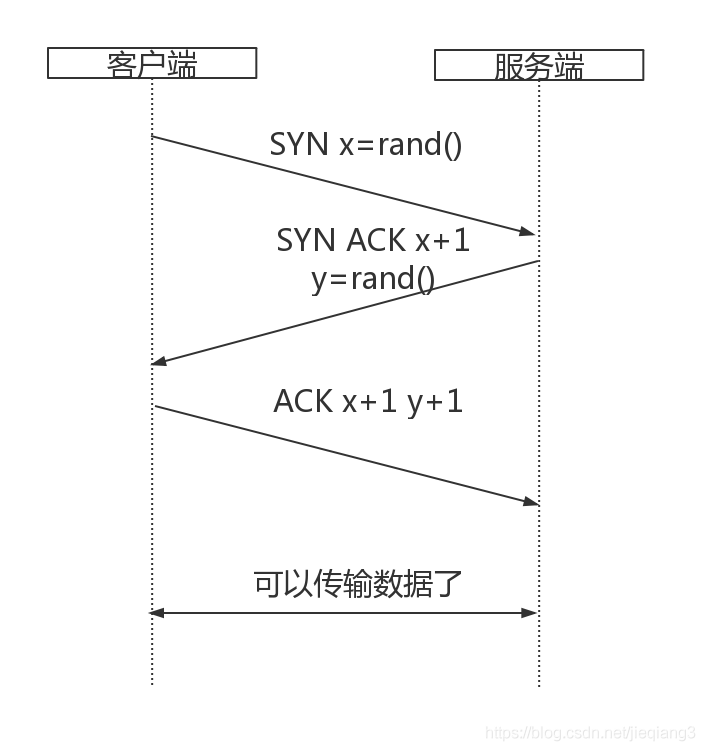 客户端
服务端
SYN x=rand()
SYN ACK x+1
y=rand()
ACK x+1 y+1
可以传输数据了
https://blog.csdn.net/jieqiang3